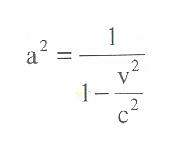 a² = 1 / (1 − v²/c²)